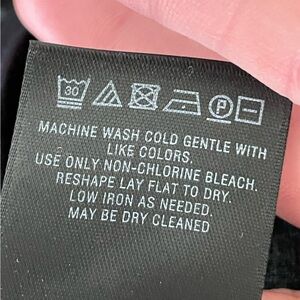 30 P
MACHINE WASH COLD GENTLE WITH
LIKE COLORS.
USE ONLY NON-CHLORINE BLEACH.
RESHAPE LAY FLAT TO DRY.
LOW IRON AS NEEDED.
MAY BE DRY CLEANED